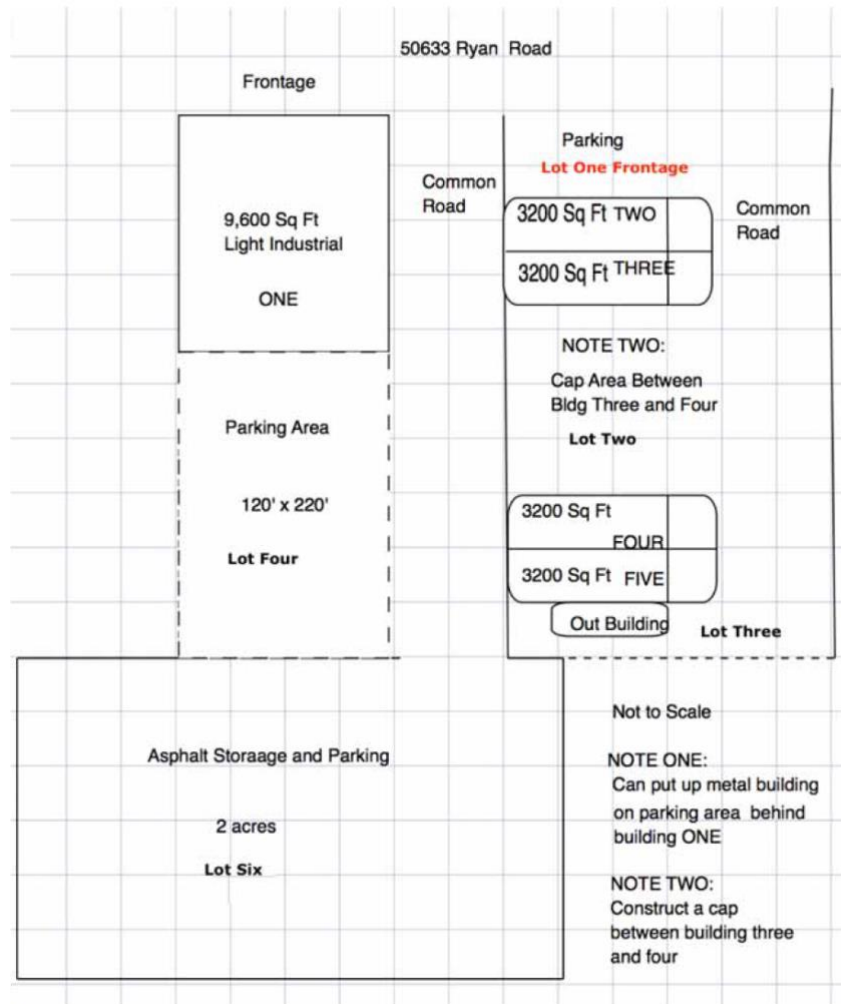 50633 Ryan Road
Frontage
Parking
Lot One Frontage
Common
Road
3200 Sq Ft TWO
Common
Road
9,600 Sq Ft
Light Industrial
3200 Sq Ft THREE
ONE
NOTE TWO:
Cap Area Between
Bldg Three and Four
Parking Area
Lot Two
120' x 220'
3200 Sq Ft
FOUR
Lot Four
3200 Sq Ft FIVE
Out Building
Lot Three
Not to Scale
Asphalt Storaage and Parking
NOTE ONE:
Can put up metal building
on parking area behind
building ONE
2 acres
Lot Six
NOTE TWO:
Construct a cap
between building three
and four